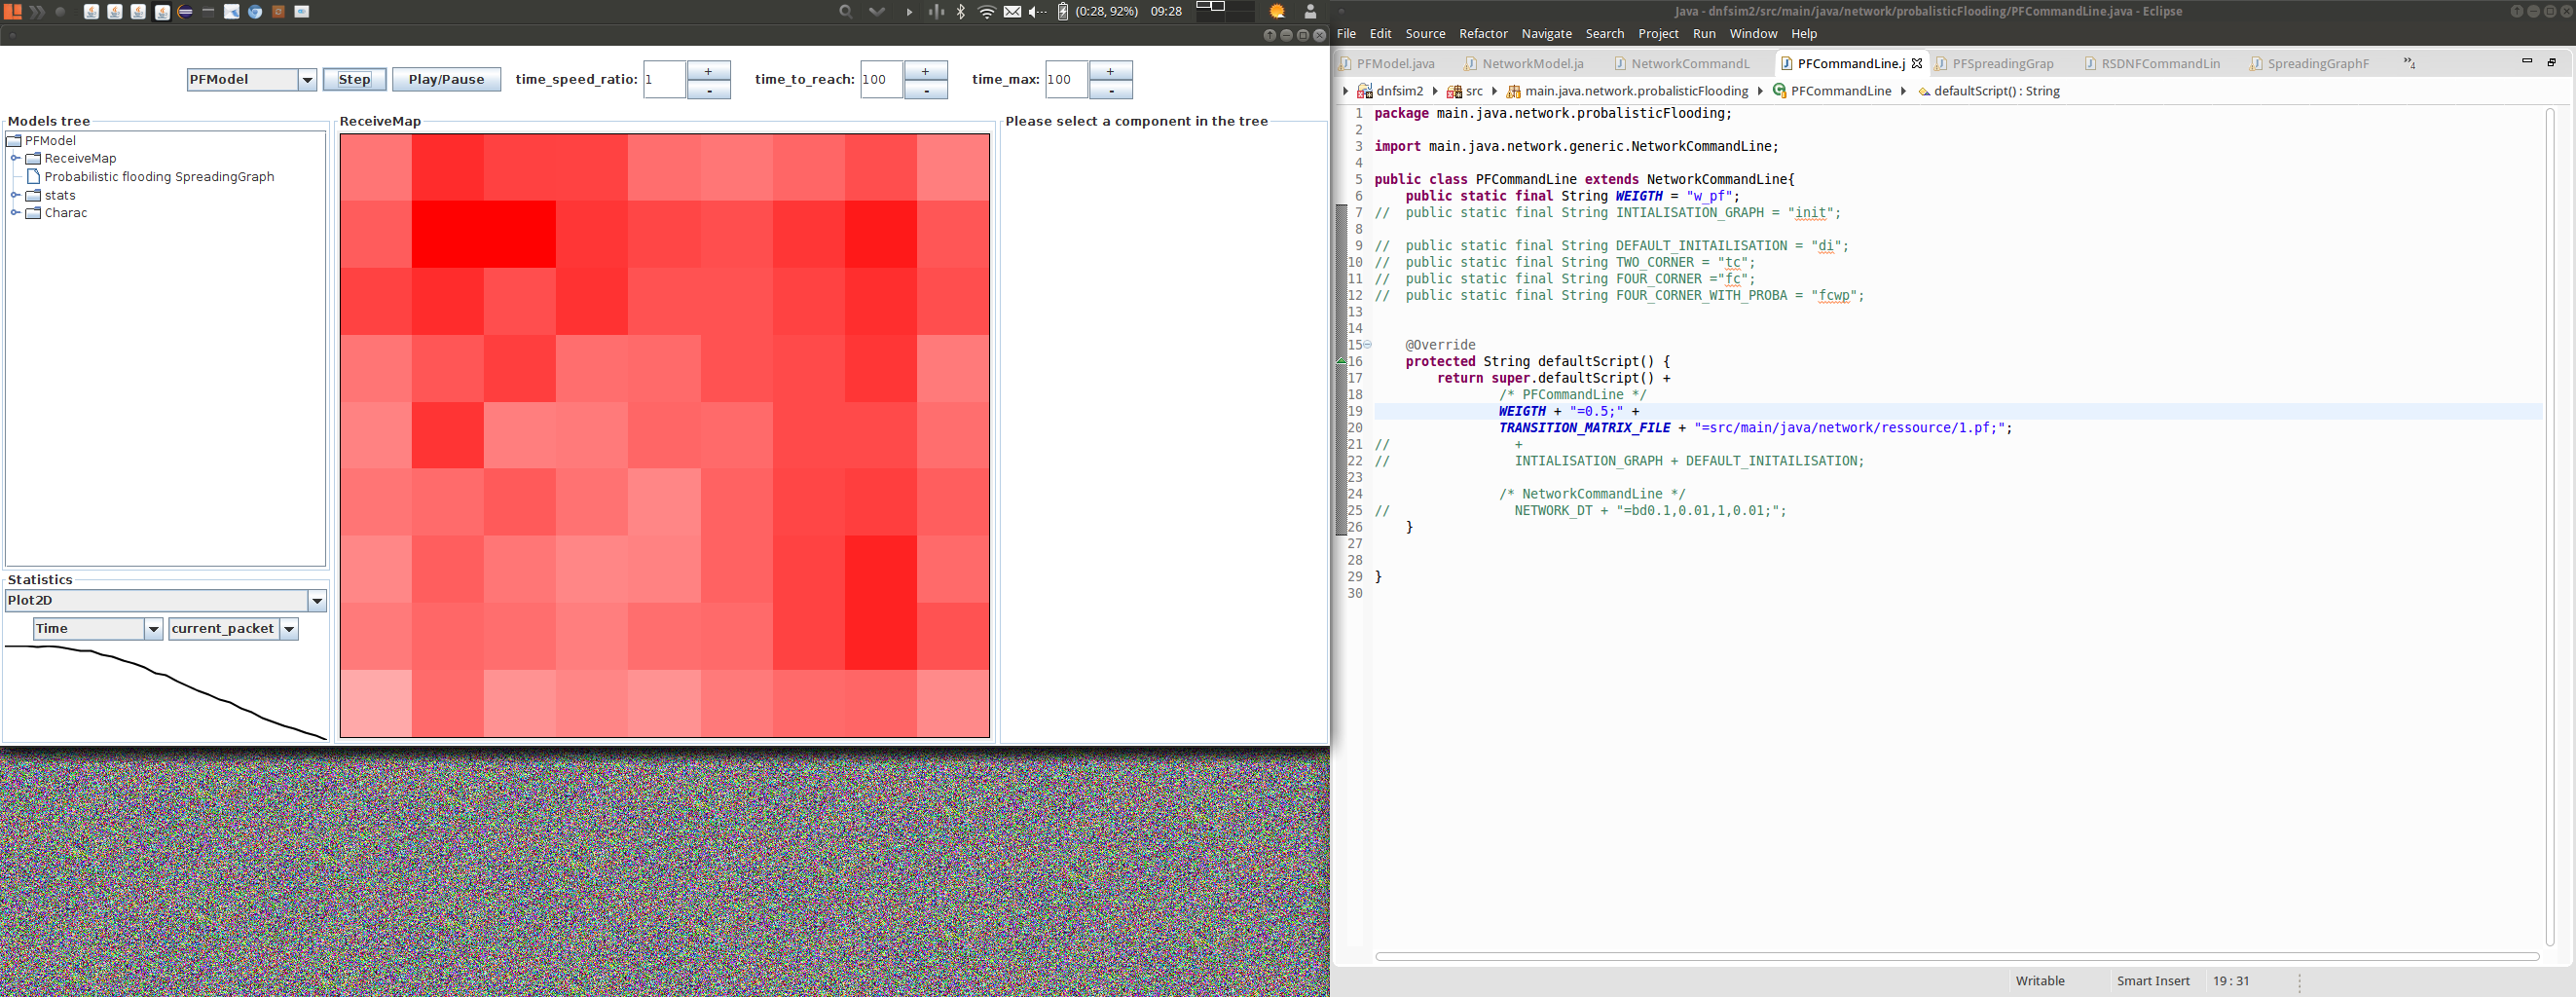 (0:28, 92%) 09:28
PFModel Step Play/Pause time_speed_ratio: 1 + - time_to_reach: 100 + - time_max: 100 + -
Models tree
PFModel
ReceiveMap
Probabilistic flooding SpreadingGraph
stats
Charac
Statistics
Plot2D
Time current_packet
ReceiveMap
Please select a component in the tree
Java - dnfsim2/src/main/java/network/probalisticFlooding/PFCommandLine.java - Eclipse
File Edit Source Refactor Navigate Search Project Run Window Help
PFModel.java NetworkModel.ja NetworkCommandL PFCommandLine.j PFSpreadingGrap RSDNFCommandLin SpreadingGraphF »4
dnfsim2 src main.java.network.probalisticFlooding PFCommandLine defaultScript() : String
1 package main.java.network.probalisticFlooding;
2
3 import main.java.network.generic.NetworkCommandLine;
4
5 public class PFCommandLine extends NetworkCommandLine{
6 public static final String WEIGTH = "w_pf";
7 // public static final String INTIALISATION_GRAPH = "init";
8
9 // public static final String DEFAULT_INITAILISATION = "di";
10 // public static final String TWO_CORNER = "tc";
11 // public static final String FOUR_CORNER ="fc";
12 // public static final String FOUR_CORNER_WITH_PROBA = "fcwp";
13
14
15 @Override
16 protected String defaultScript() {
17 return super.defaultScript() +
18 /* PFCommandLine */
19 WEIGTH + "=0.5;" +
20 TRANSITION_MATRIX_FILE + "=src/main/java/network/ressource/1.pf;";
21 // +
22 // INTIALISATION_GRAPH + DEFAULT_INITAILISATION;
23
24 /* NetworkCommandLine */
25 // NETWORK_DT + "=bd0.1,0.01,1,0.01;";
26 }
27
28
29 }
30
Writable Smart Insert 19 : 31